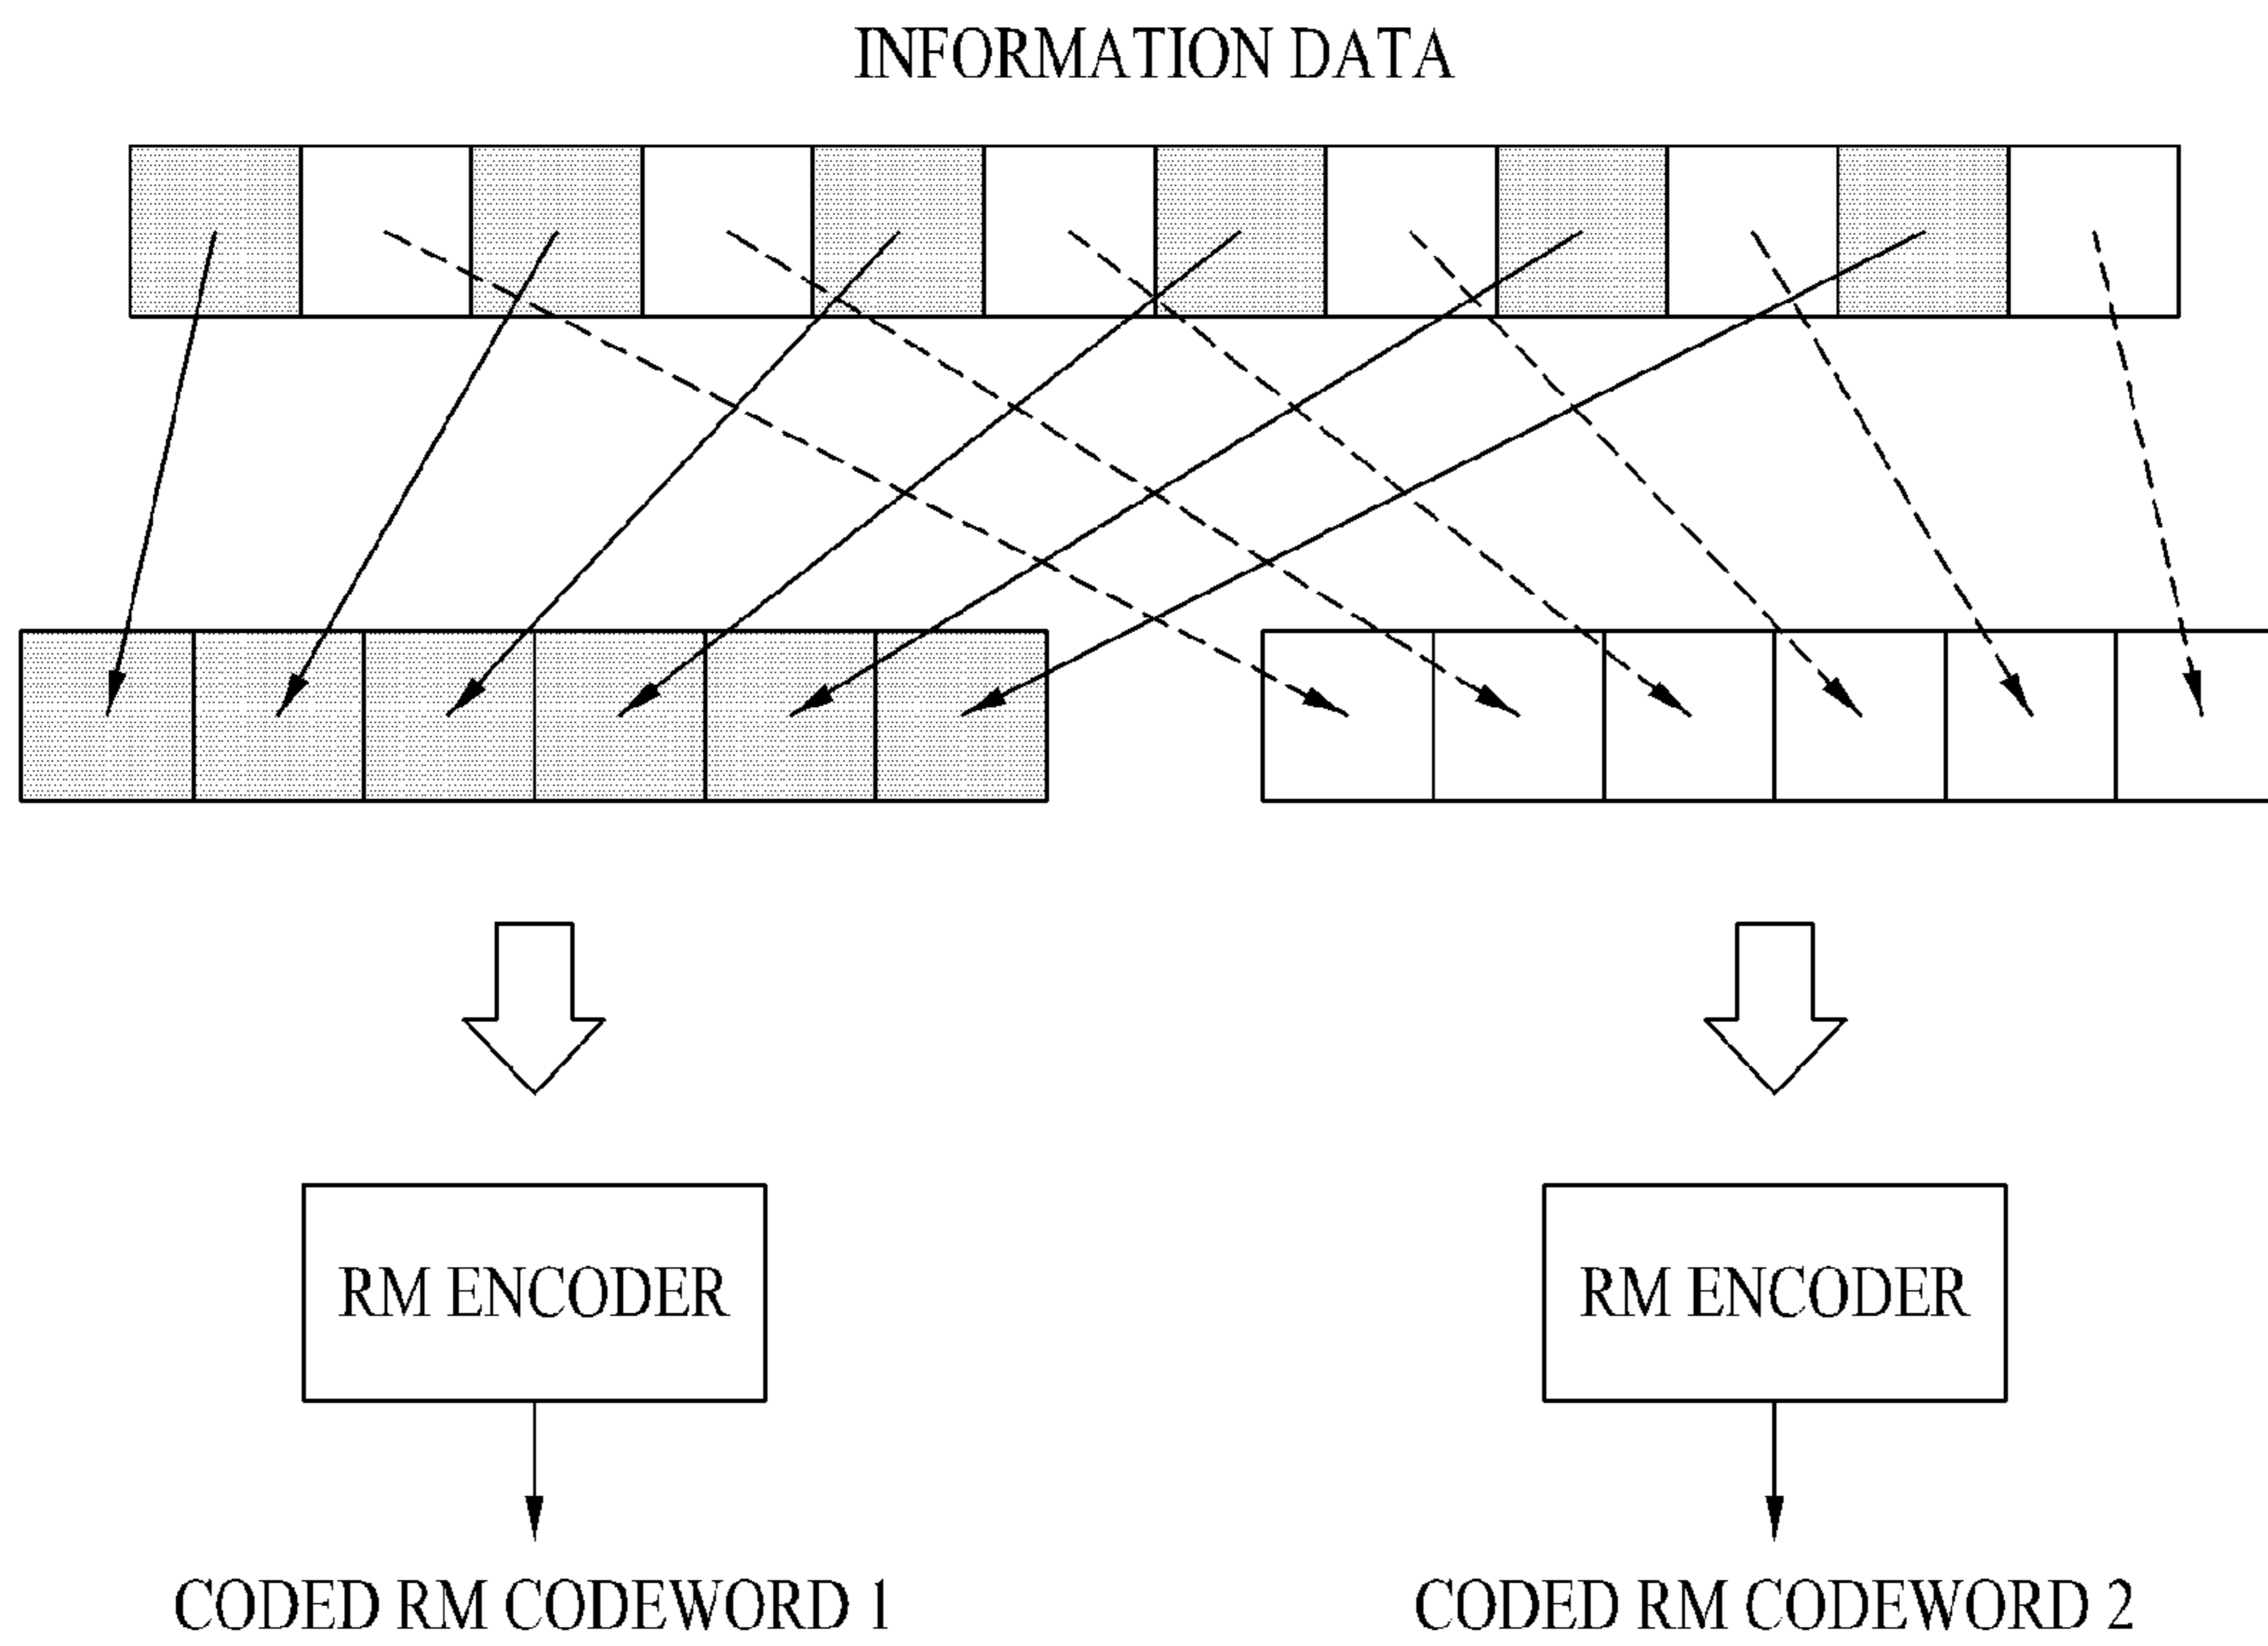 INFORMATION DATA
RM ENCODER
RM ENCODER
CODED RM CODEWORD 1
CODED RM CODEWORD 2